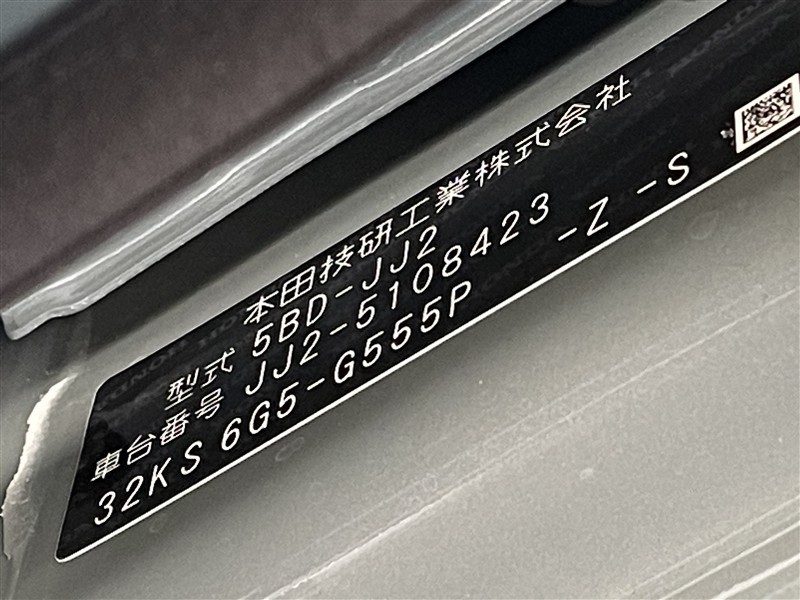 本田技研工業株式会社
型式 5BD-JJ2
車台番号 JJ2-5108423
32KS 6G5-G555P -Z -S